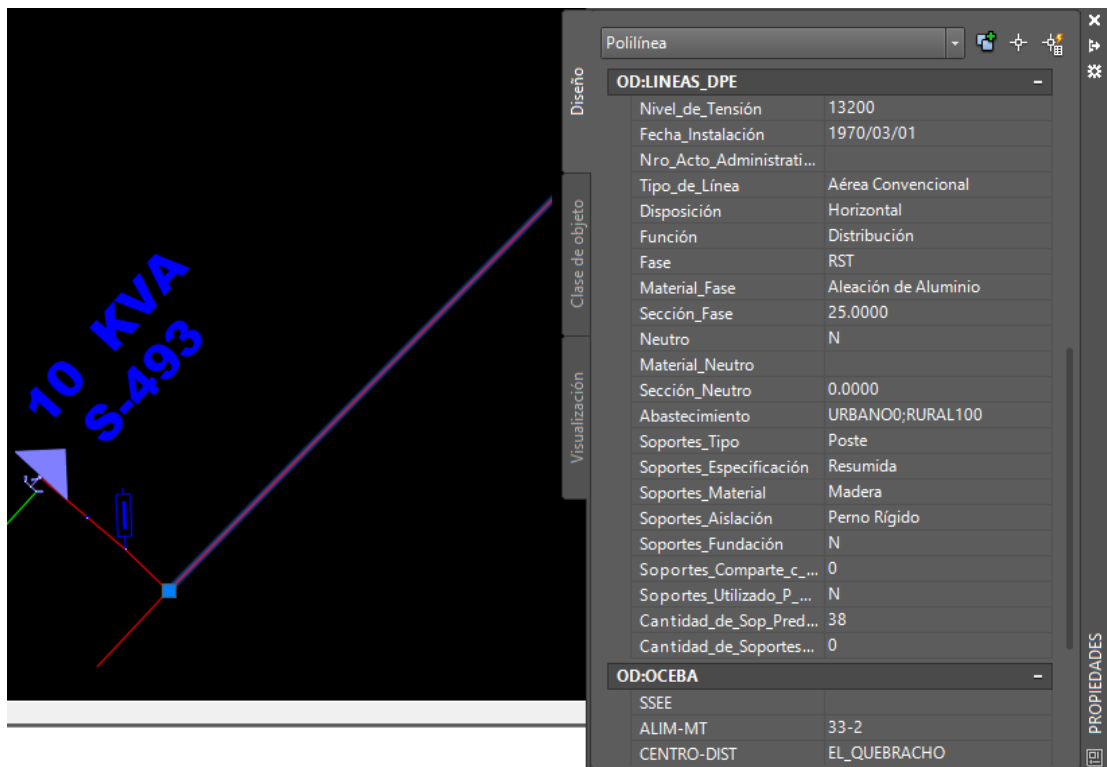 10 KVA
S-493
Polilínea
Diseño
Clase de objeto
Visualización
OD:LINEAS_DPE
Nivel_de_Tensión 13200
Fecha_Instalación 1970/03/01
Nro_Acto_Administrati...
Tipo_de_Línea Aérea Convencional
Disposición Horizontal
Función Distribución
Fase RST
Material_Fase Aleación de Aluminio
Sección_Fase 25.0000
Neutro N
Material_Neutro
Sección_Neutro 0.0000
Abastecimiento URBANO0;RURAL100
Soportes_Tipo Poste
Soportes_Especificación Resumida
Soportes_Material Madera
Soportes_Aislación Perno Rígido
Soportes_Fundación N
Soportes_Comparte_c_... 0
Soportes_Utilizado_P_... N
Cantidad_de_Sop_Pred... 38
Cantidad_de_Soportes... 0
OD:OCEBA
SSEE
ALIM-MT 33-2
CENTRO-DIST EL_QUEBRACHO
PROPIEDADES